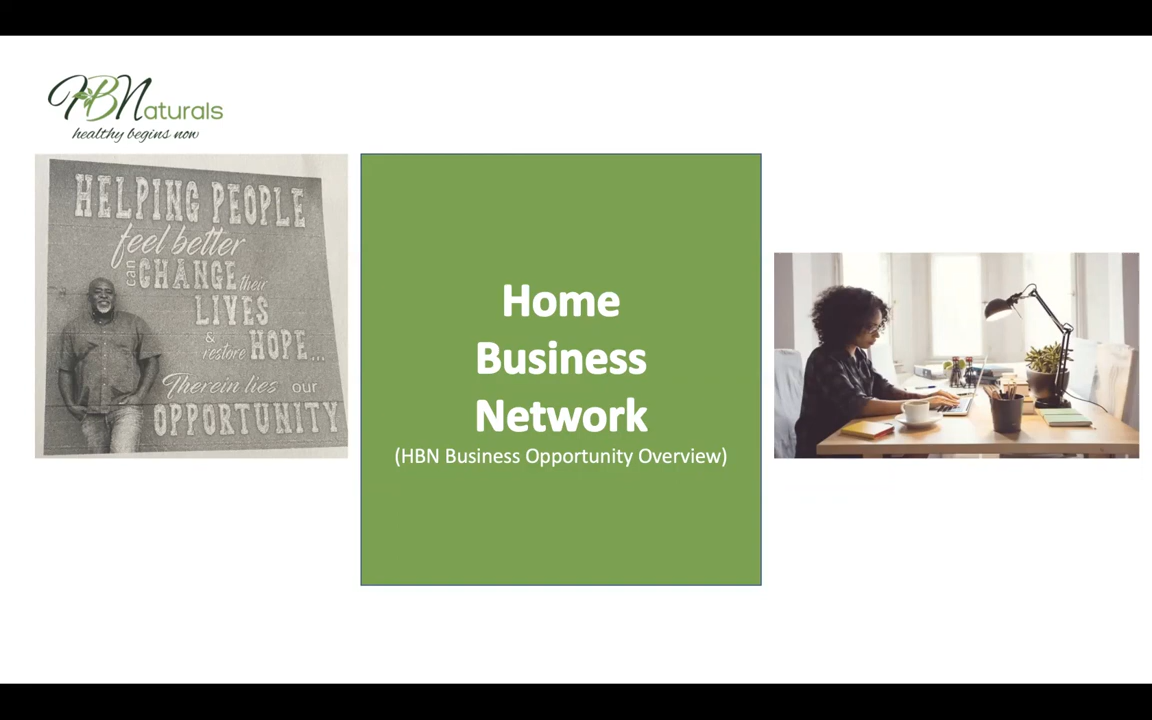 HBNaturals
healthy begins now
HELPING PEOPLE
feel better
can CHANGE their
LIVES
& restore HOPE...
Therein lies our
OPPORTUNITY
Home
Business
Network
(HBN Business Opportunity Overview)